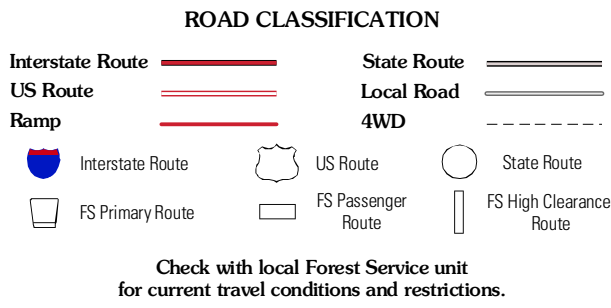 ROAD CLASSIFICATION
Interstate Route
State Route
US Route
Local Road
Ramp
4WD
Interstate Route
US Route
State Route
FS Primary Route
FS Passenger
Route
FS High Clearance
Route
Check with local Forest Service unit
for current travel conditions and restrictions.